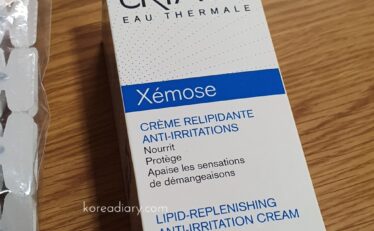 EAU THERMALE
Xémose
CRÈME RELIPIDANTE
ANTI-IRRITATIONS
Nourrit
Protège
Apaise les sensations
de démangeaisons
koreadiary.com
LIPID-REPLENISHING
ANTI-IRRITATION CREAM